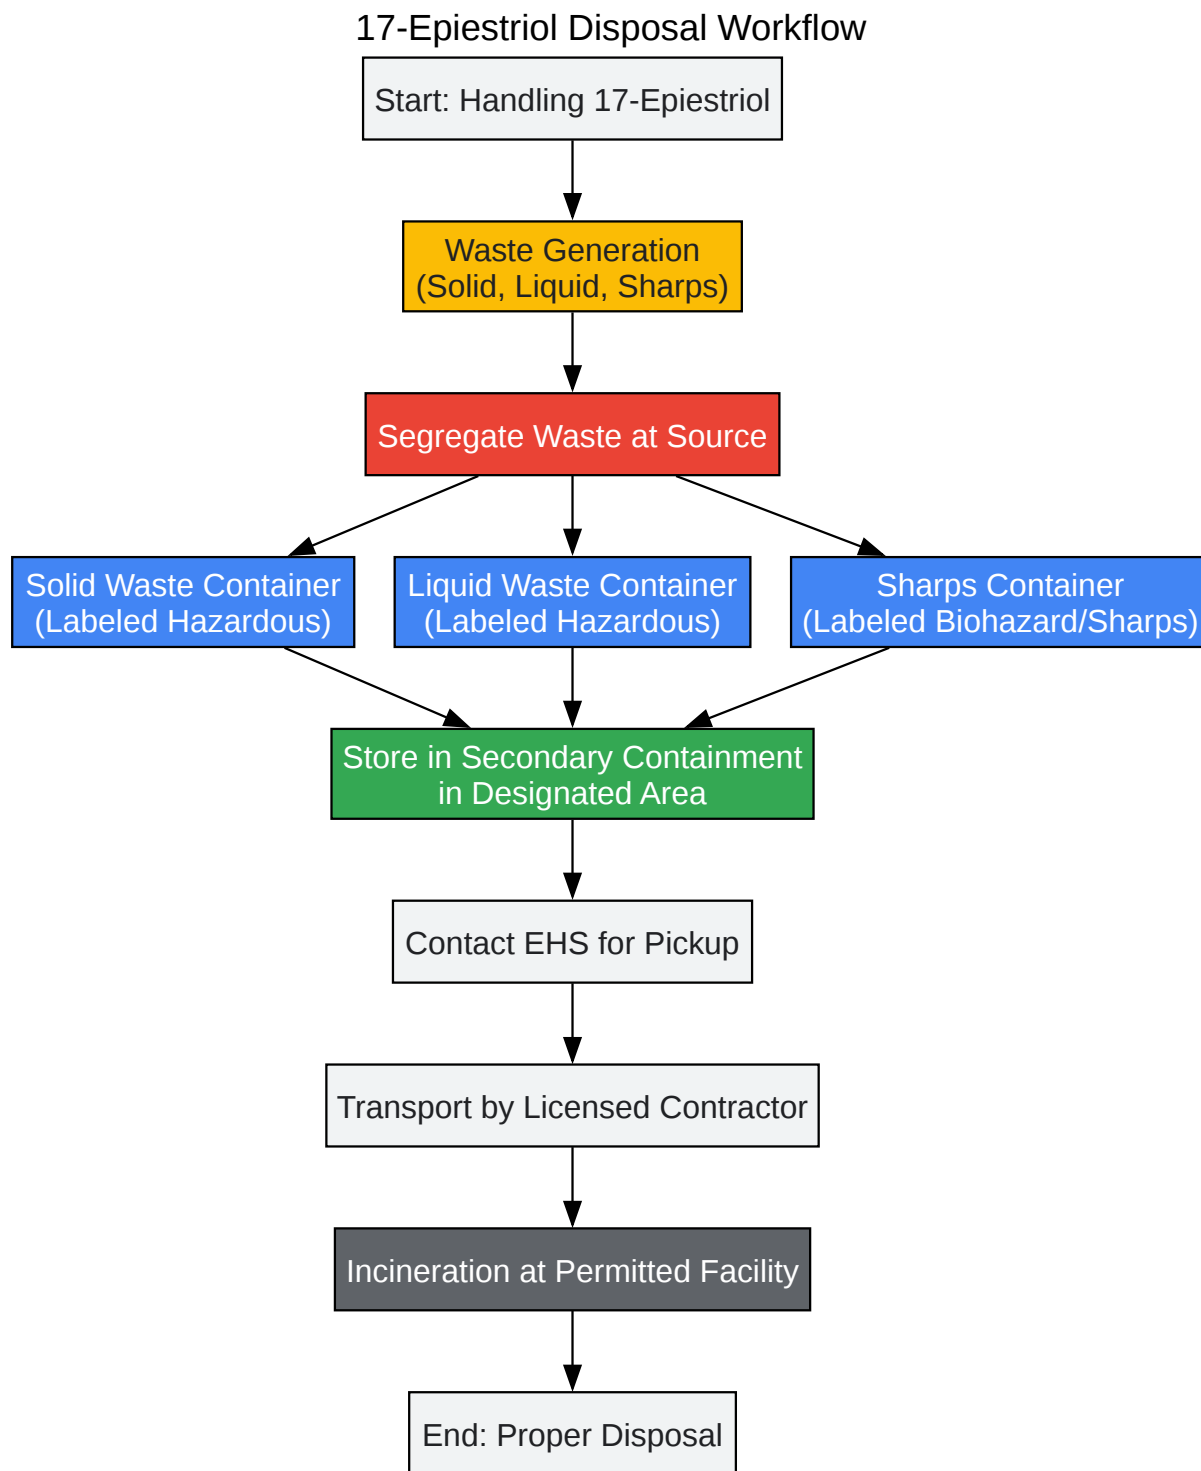 17-Epiestriol Disposal Workflow
Start: Handling 17-Epiestriol
Waste Generation
(Solid, Liquid, Sharps)
Segregate Waste at Source
Solid Waste Container
(Labeled Hazardous)
Liquid Waste Container
(Labeled Hazardous)
Sharps Container
(Labeled Biohazard/Sharps)
Store in Secondary Containment
in Designated Area
Contact EHS for Pickup
Transport by Licensed Contractor
Incineration at Permitted Facility
End: Proper Disposal